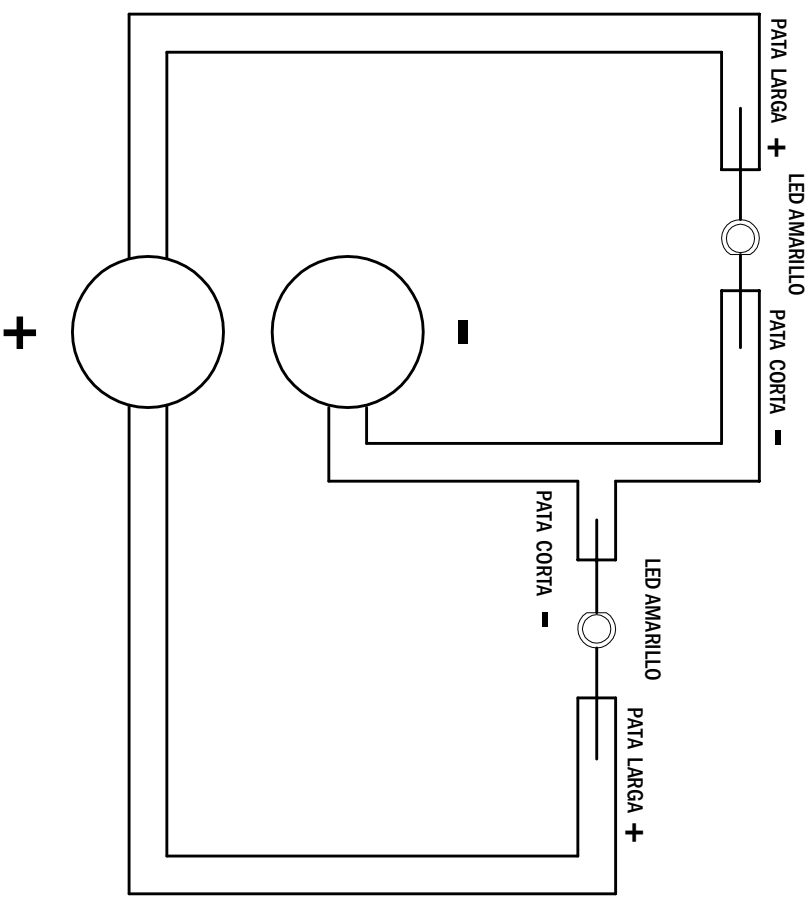 PATA LARGA +
LED AMARILLO
PATA CORTA -
+
-
PATA CORTA -
LED AMARILLO
PATA LARGA +